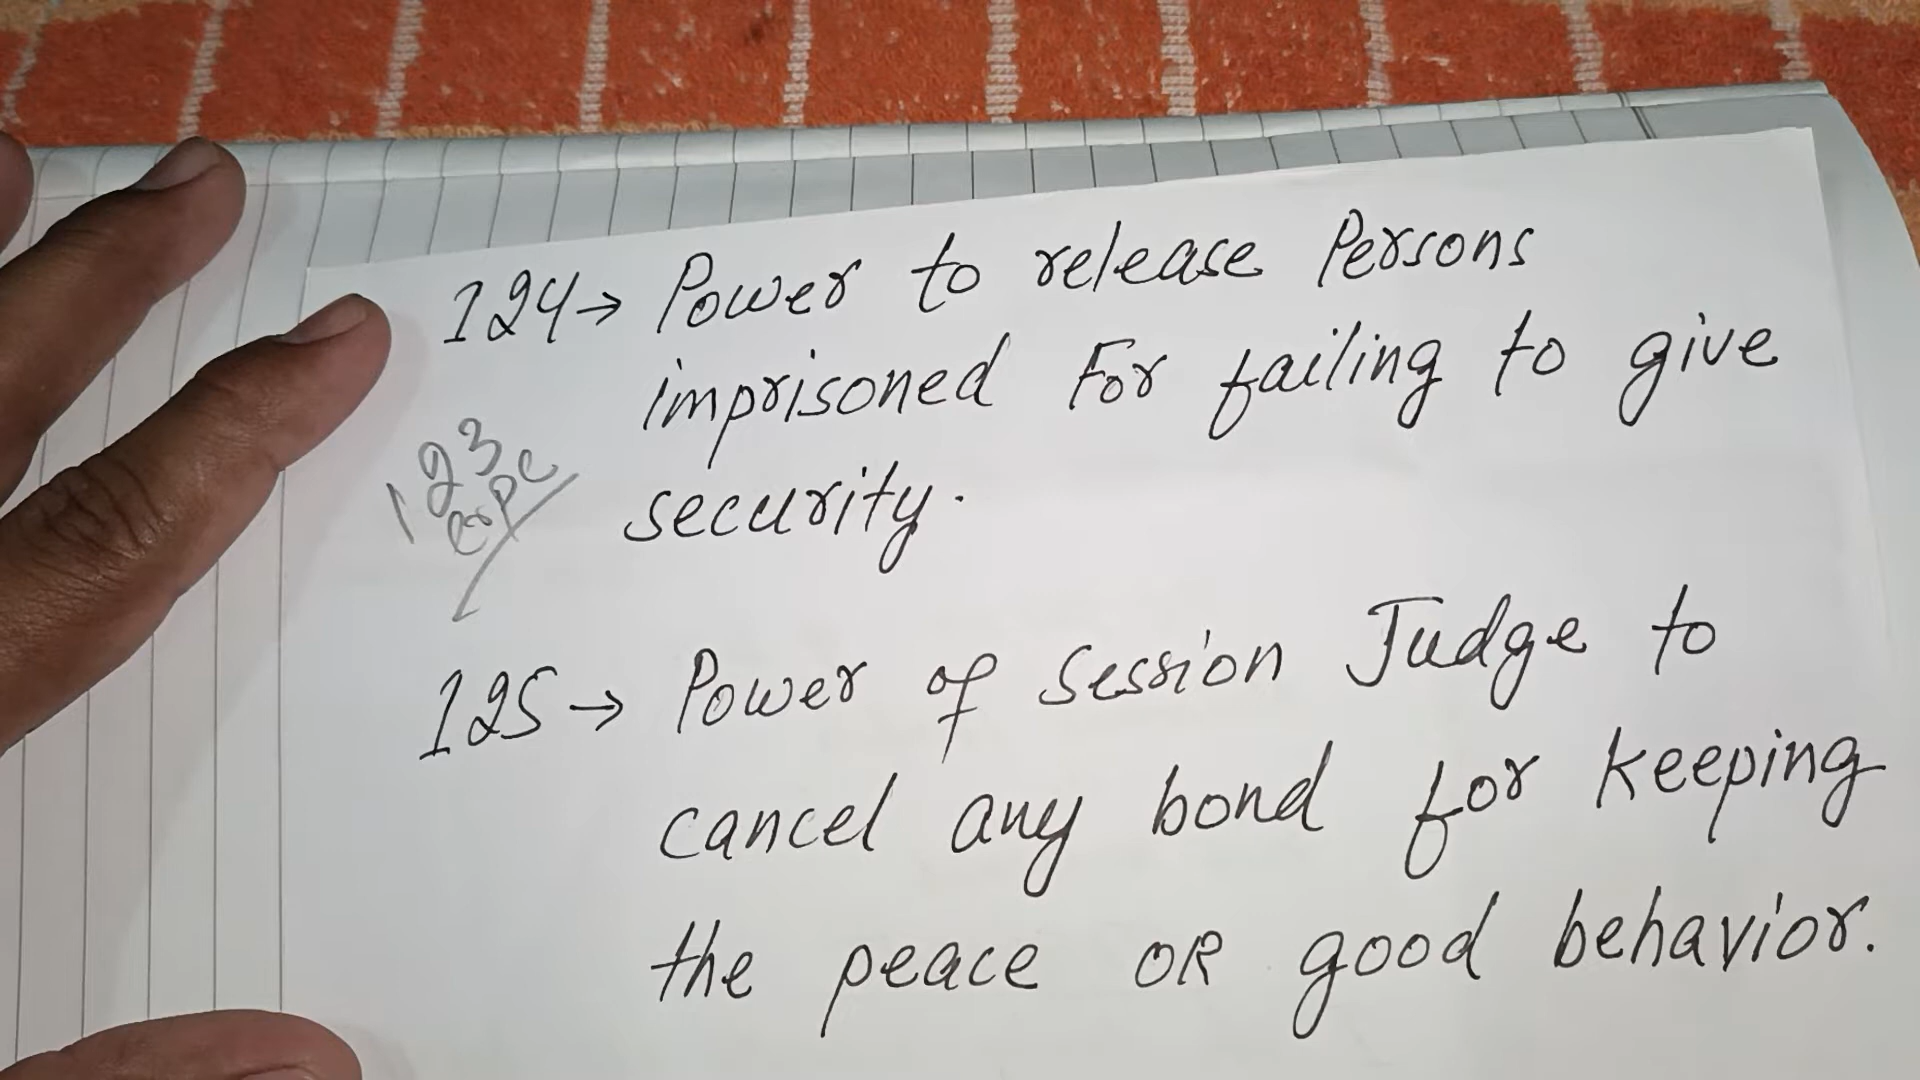 124→ Power to release Persons
imprisoned For failing to give
security.
123
crpc
125→ Power of Session Judge to
cancel any bond for keeping
the peace OR good behavior.